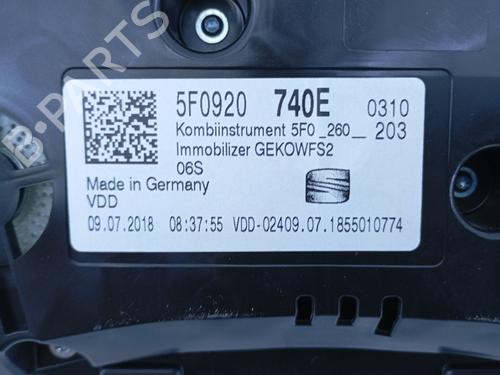 5F0920 740E 0310
Kombiinstrument 5F0_260__ 203
Immobilizer GEKOWFS2
06S
Made in Germany
VDD
09.07.2018 08:37:55 VDD-02409.07.1855010774
B-PARTS